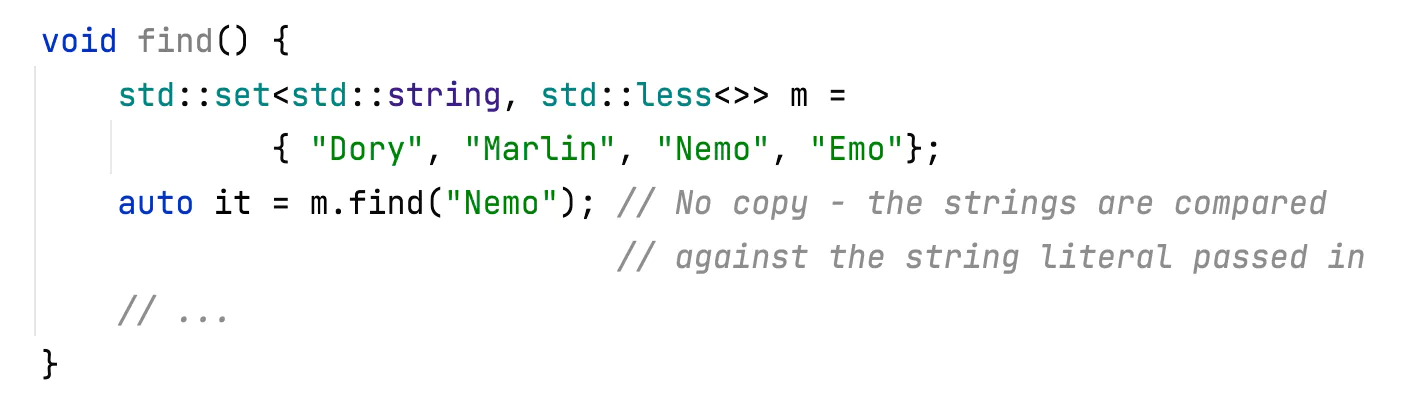 void find() {
    std::set<std::string, std::less<>> m =
            { "Dory", "Marlin", "Nemo", "Emo"};
    auto it = m.find("Nemo"); // No copy - the strings are compared
                              // against the string literal passed in
    // ...
}